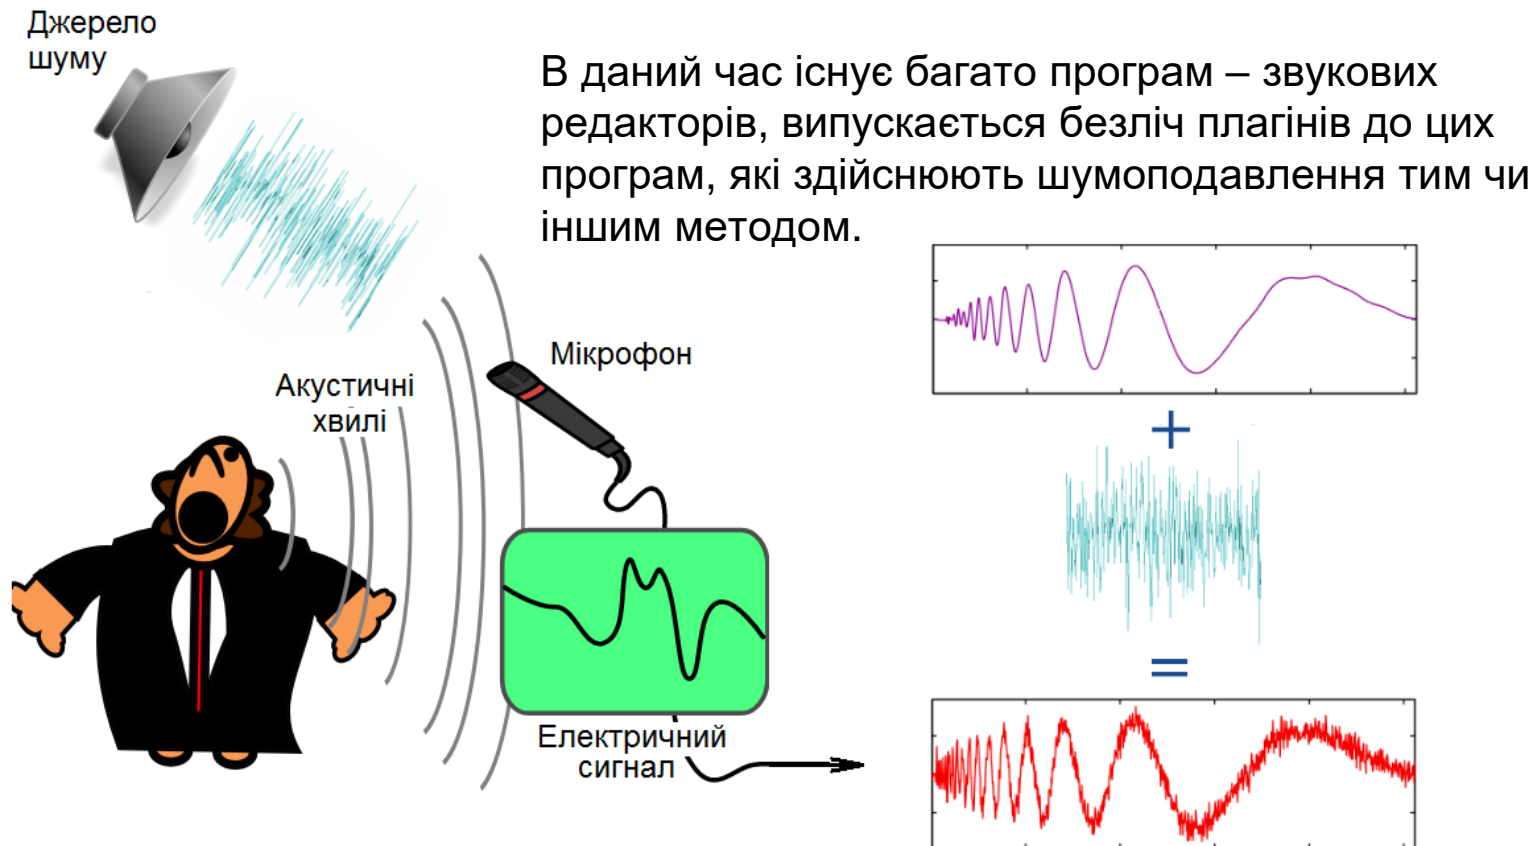 Джерело
шуму
В даний час існує багато програм – звукових
редакторів, випускається безліч плагінів до цих
програм, які здійснюють шумоподавлення тим чи
іншим методом.
Мікрофон
Акустичні
хвилі
+
=
Електричний
сигнал